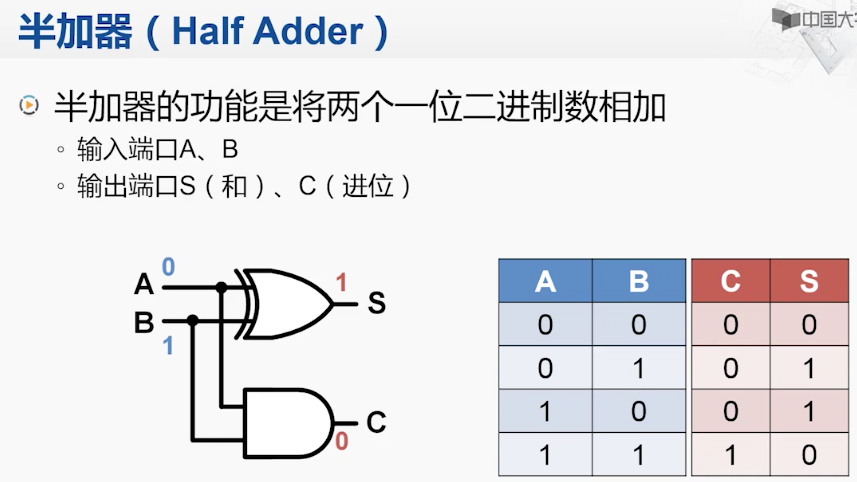 半加器（Half Adder）
中国大学
半加器的功能是将两个一位二进制数相加
输入端口A、B
输出端口S（和）、C（进位）
A 0
B 1
1 S
C 0
A B C S
0 0 0 0
0 1 0 1
1 0 0 1
1 1 1 0